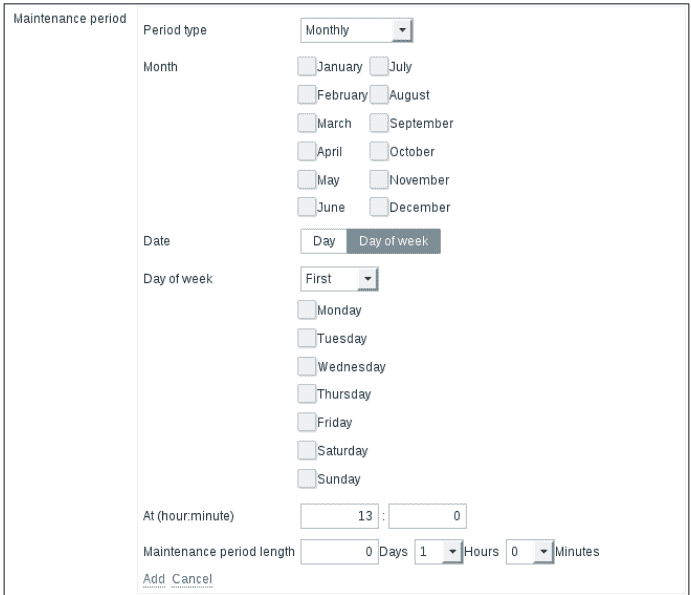 Maintenance period
Period type Monthly
Month January July
February August
March September
April October
May November
June December
Date Day Day of week
Day of week First
Monday
Tuesday
Wednesday
Thursday
Friday
Saturday
Sunday
At (hour:minute) 13 : 0
Maintenance period length 0 Days 1 Hours 0 Minutes
Add Cancel